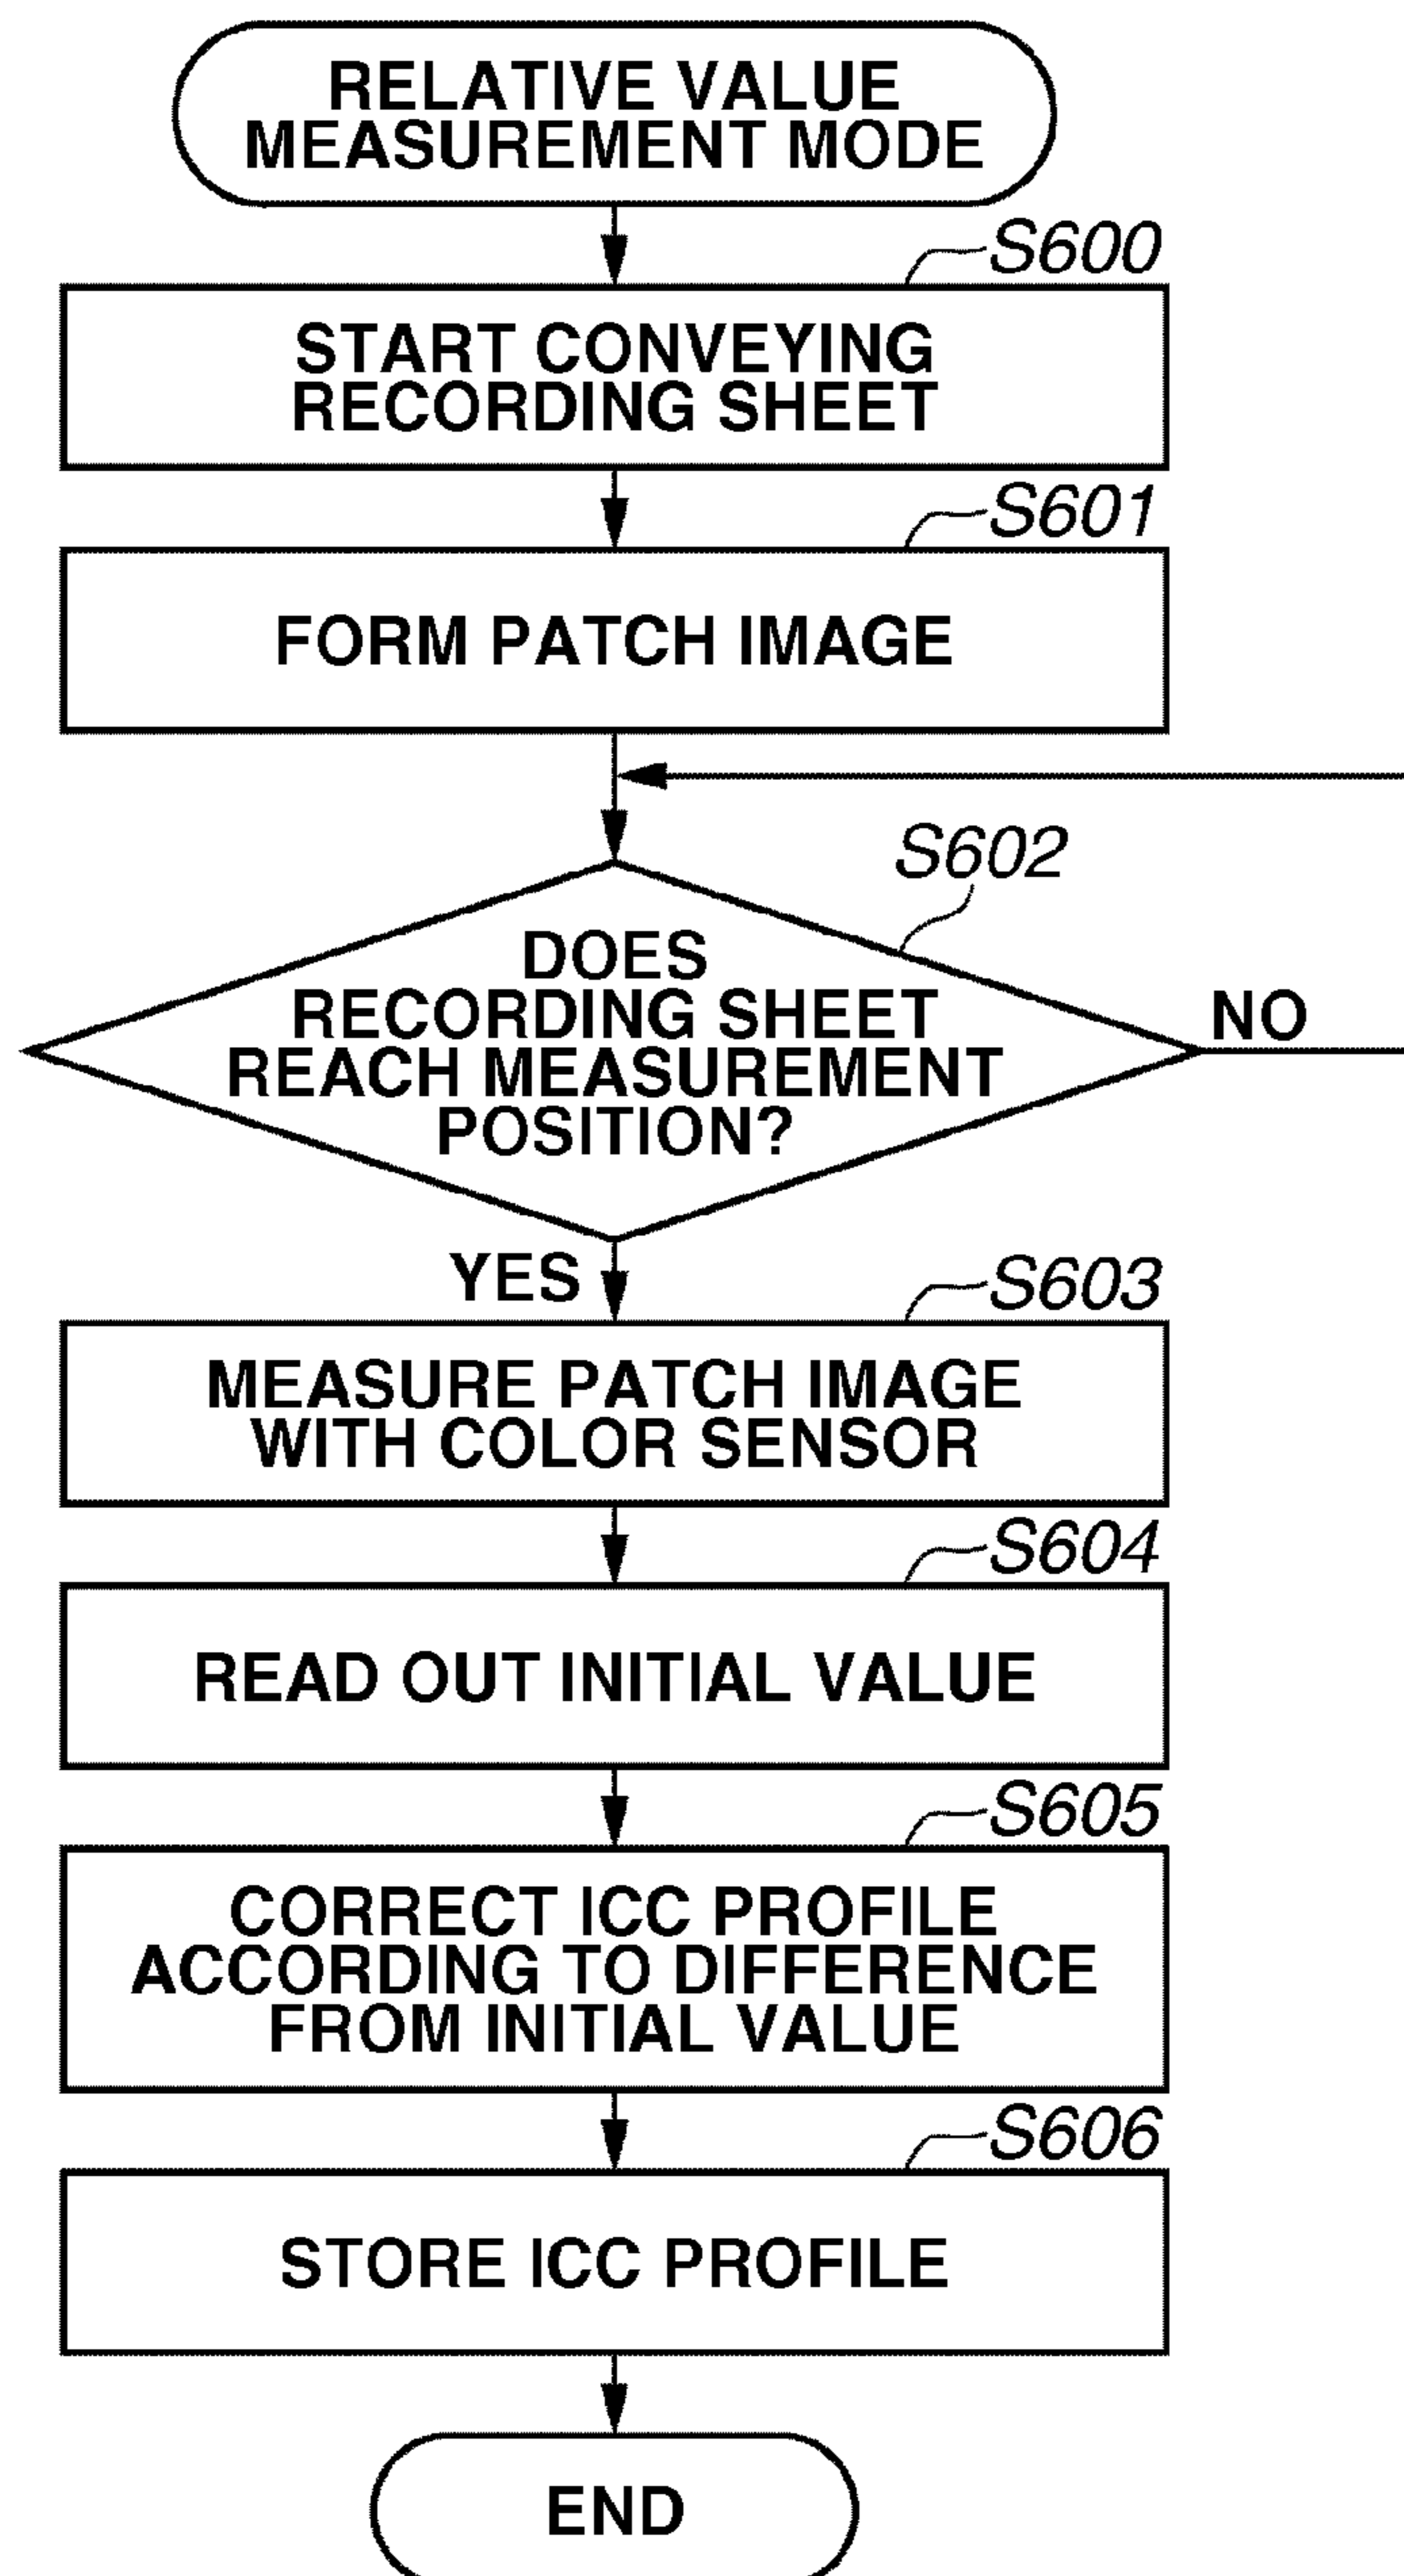 RELATIVE VALUE
MEASUREMENT MODE
S600
START CONVEYING
RECORDING SHEET
S601
FORM PATCH IMAGE
S602
DOES
RECORDING SHEET
REACH MEASUREMENT
POSITION?
NO
YES
S603
MEASURE PATCH IMAGE
WITH COLOR SENSOR
S604
READ OUT INITIAL VALUE
S605
CORRECT ICC PROFILE
ACCORDING TO DIFFERENCE
FROM INITIAL VALUE
S606
STORE ICC PROFILE
END